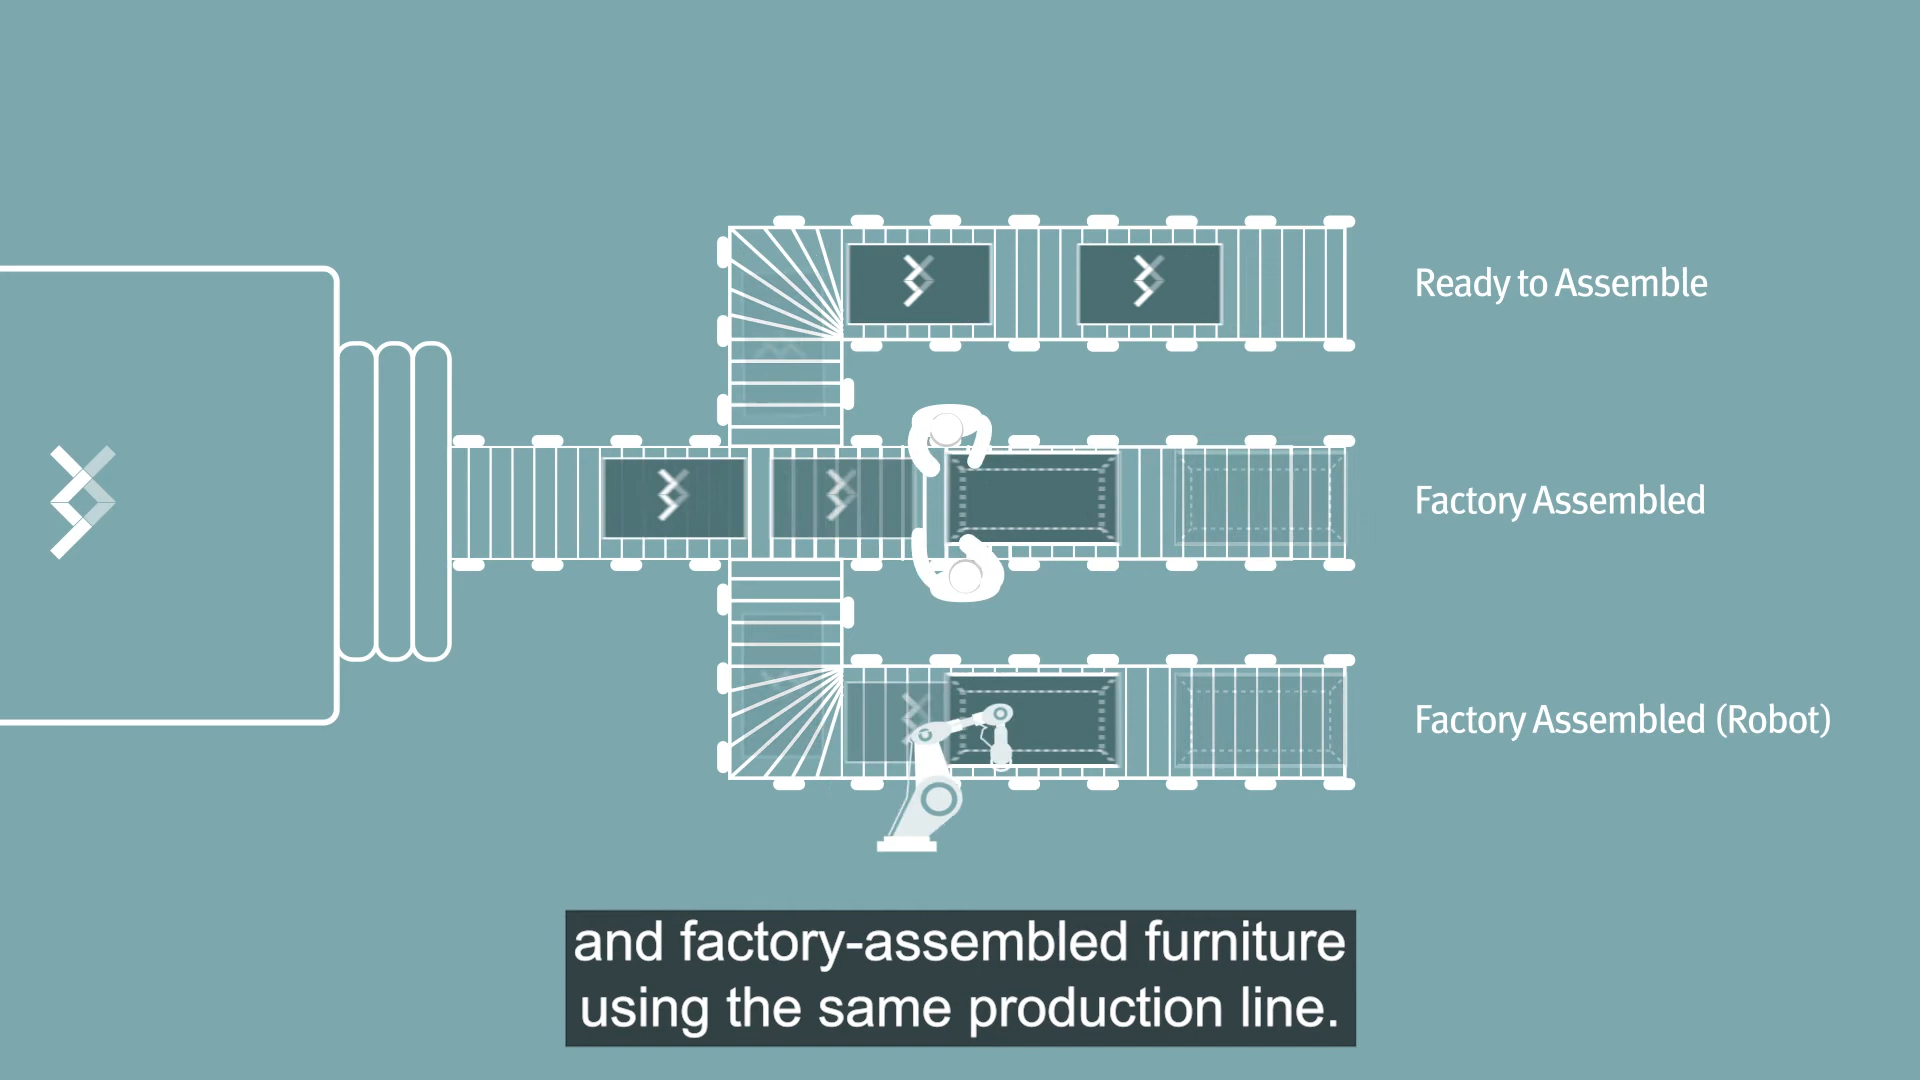 Ready to Assemble
Factory Assembled
Factory Assembled (Robot)
and factory-assembled furniture
using the same production line.